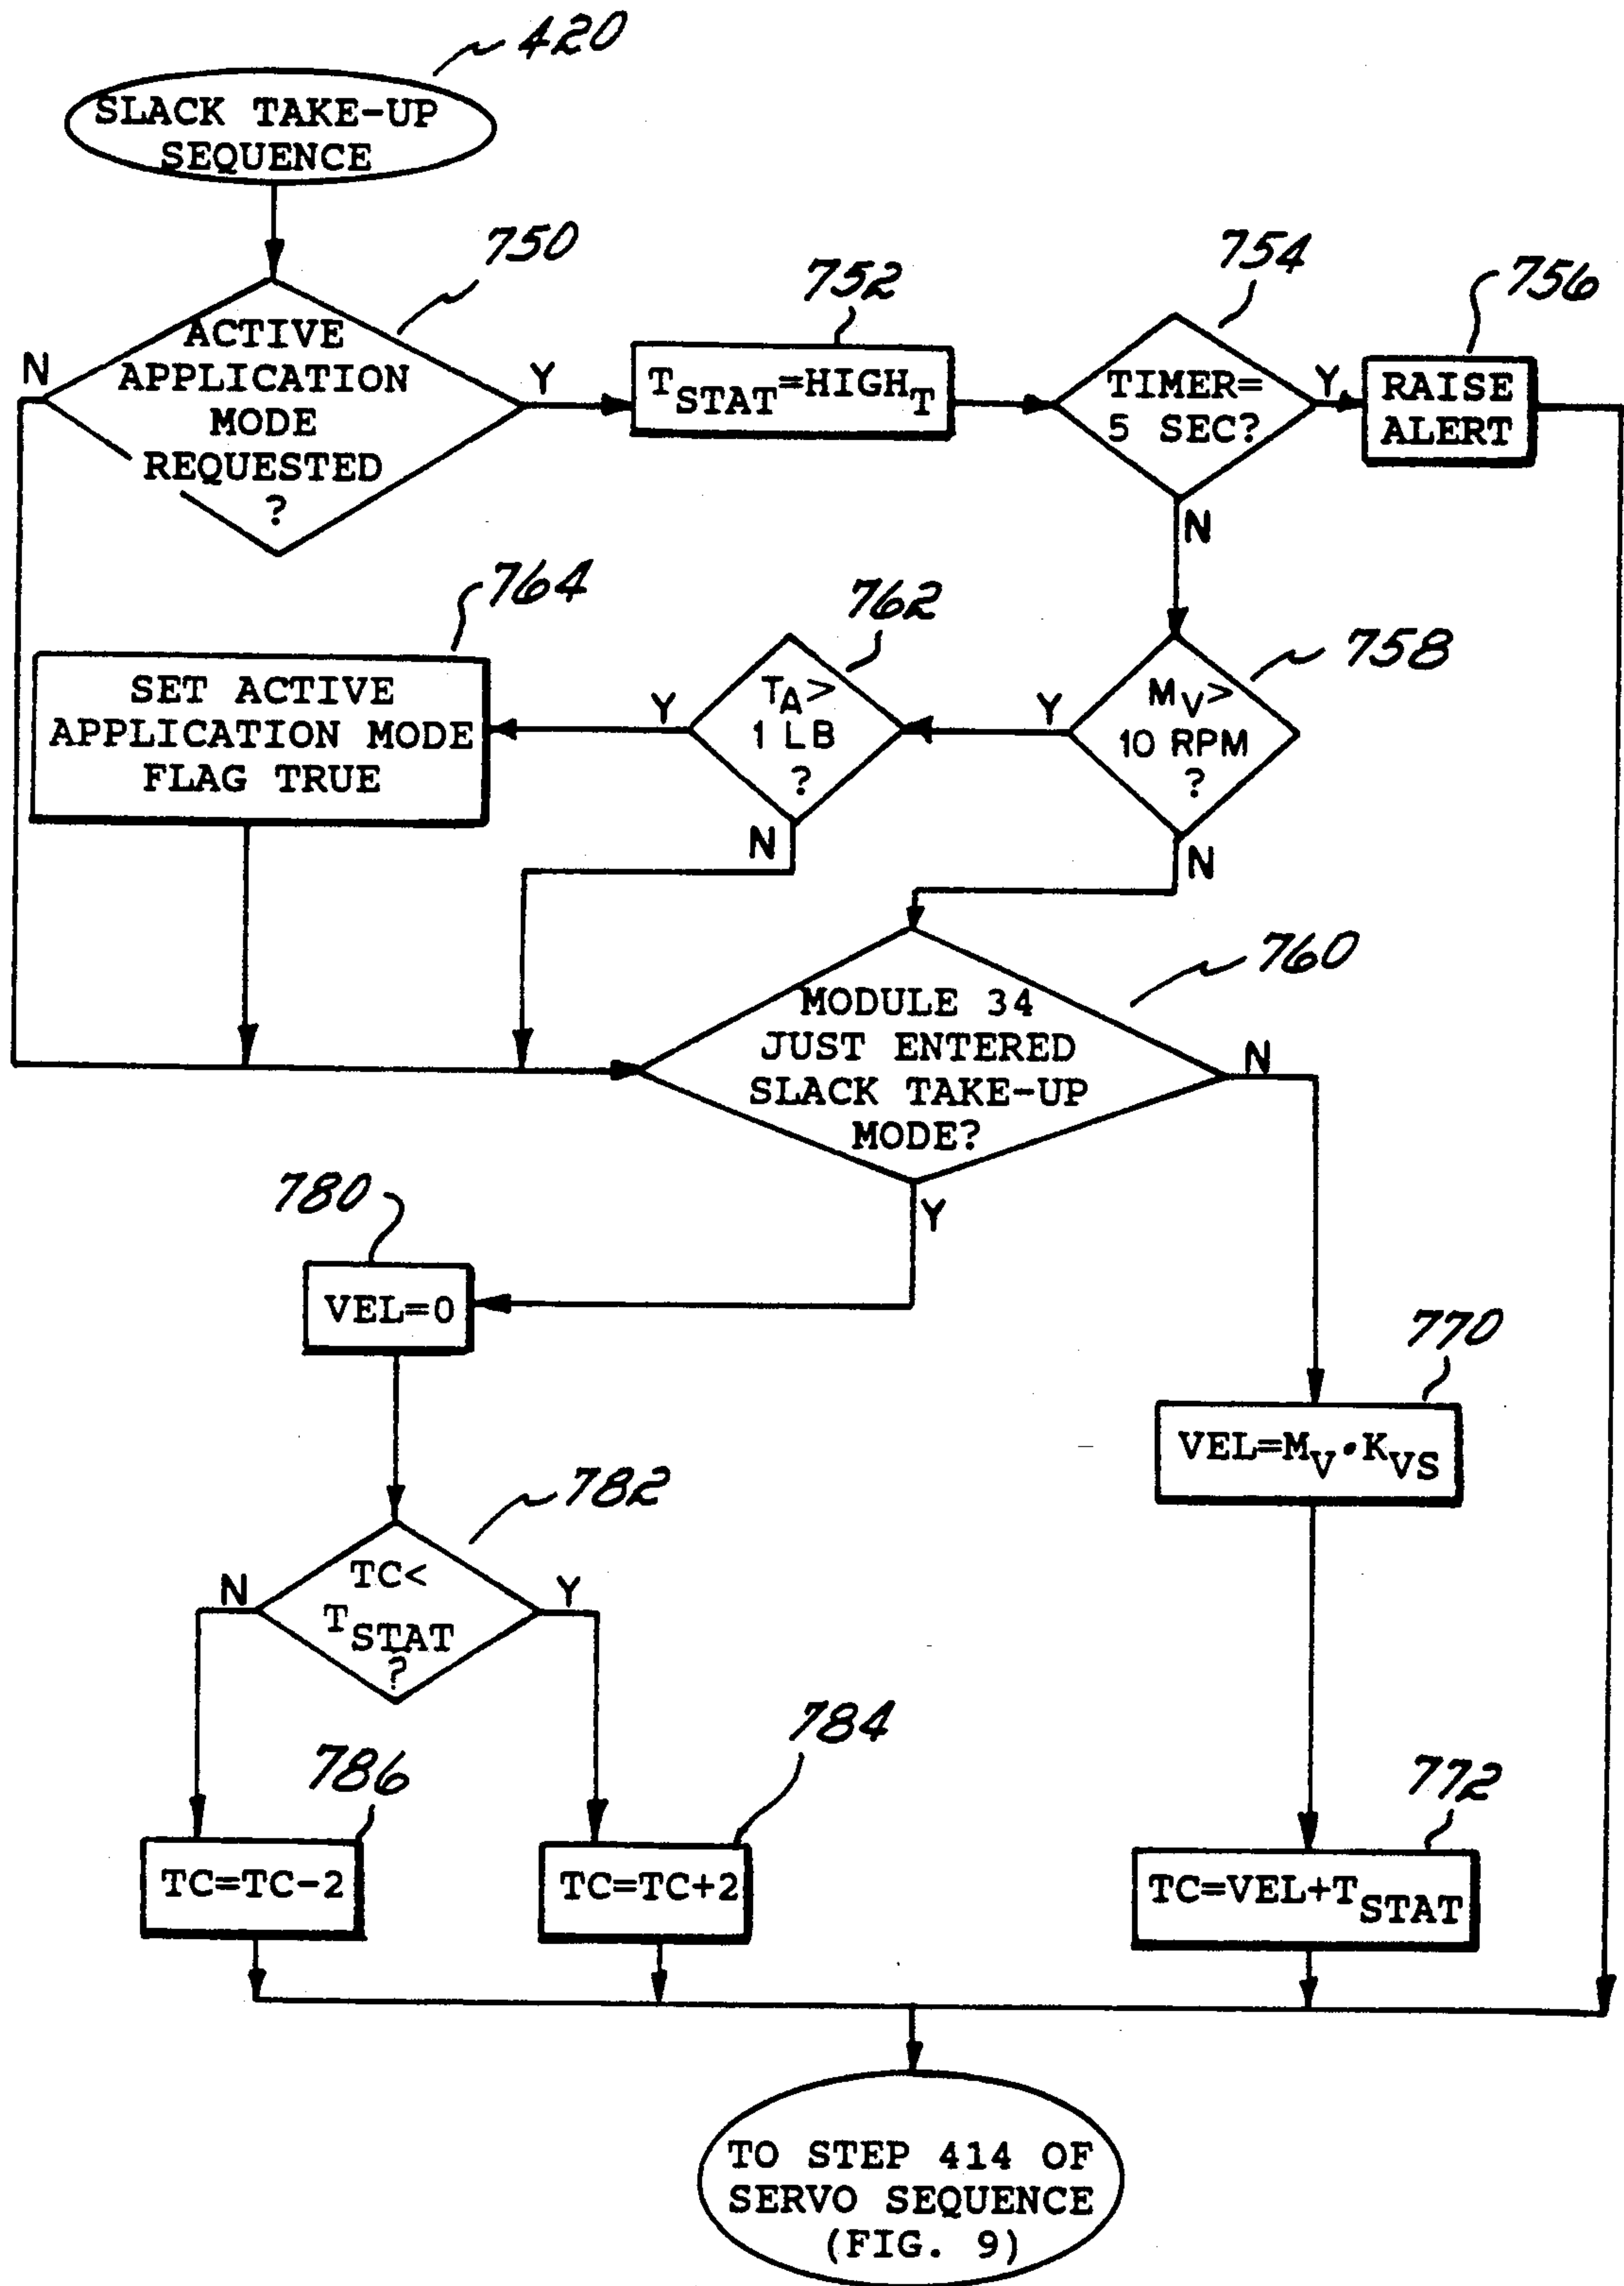 420
SLACK TAKE-UP
SEQUENCE
750
ACTIVE
APPLICATION
MODE
REQUESTED
?
N
Y
752
T_STAT=HIGH_T
754
TIMER=
5 SEC?
Y
N
756
RAISE
ALERT
764
SET ACTIVE
APPLICATION MODE
FLAG TRUE
762
T_A>
1 LB
?
Y
N
758
M_V>
10 RPM
?
Y
N
760
MODULE 34
JUST ENTERED
SLACK TAKE-UP
MODE?
N
Y
780
VEL=0
770
VEL=M_V•K_VS
782
TC<
T_STAT
?
N
Y
786
TC=TC-2
784
TC=TC+2
772
TC=VEL+T_STAT
TO STEP 414 OF
SERVO SEQUENCE
(FIG. 9)